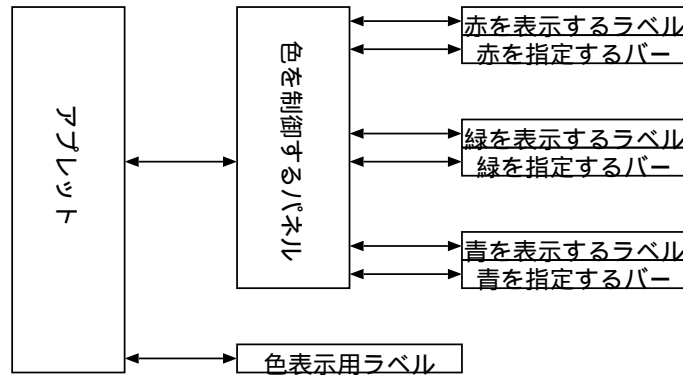 アプレット
色を制御するパネル
赤を表示するラベル
赤を指定するバー
緑を表示するラベル
緑を指定するバー
青を表示するラベル
青を指定するバー
色表示用ラベル